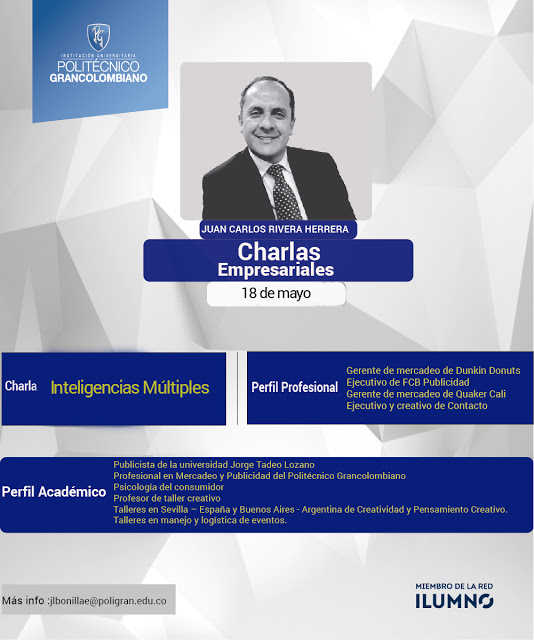 INSTITUCIÓN UNIVERSITARIA
POLITÉCNICO
GRANCOLOMBIANO
JUAN CARLOS RIVERA HERRERA
Charlas
Empresariales
18 de mayo
Charla
Inteligencias Múltiples
Perfil Profesional
Gerente de mercadeo de Dunkin Donuts
Ejecutivo de FCB Publicidad
Gerente de mercadeo de Quaker Cali
Ejecutivo y creativo de Contacto
Perfil Académico
Publicista de la universidad Jorge Tadeo Lozano
Profesional en Mercadeo y Publicidad del Politécnico Grancolombiano
Psicología del consumidor
Profesor de taller creativo
Talleres en Sevilla – España y Buenos Aires - Argentina de Creatividad y Pensamiento Creativo.
Talleres en manejo y logística de eventos.
Más info :jlbonillae@poligran.edu.co
MIEMBRO DE LA RED
ILUMNO